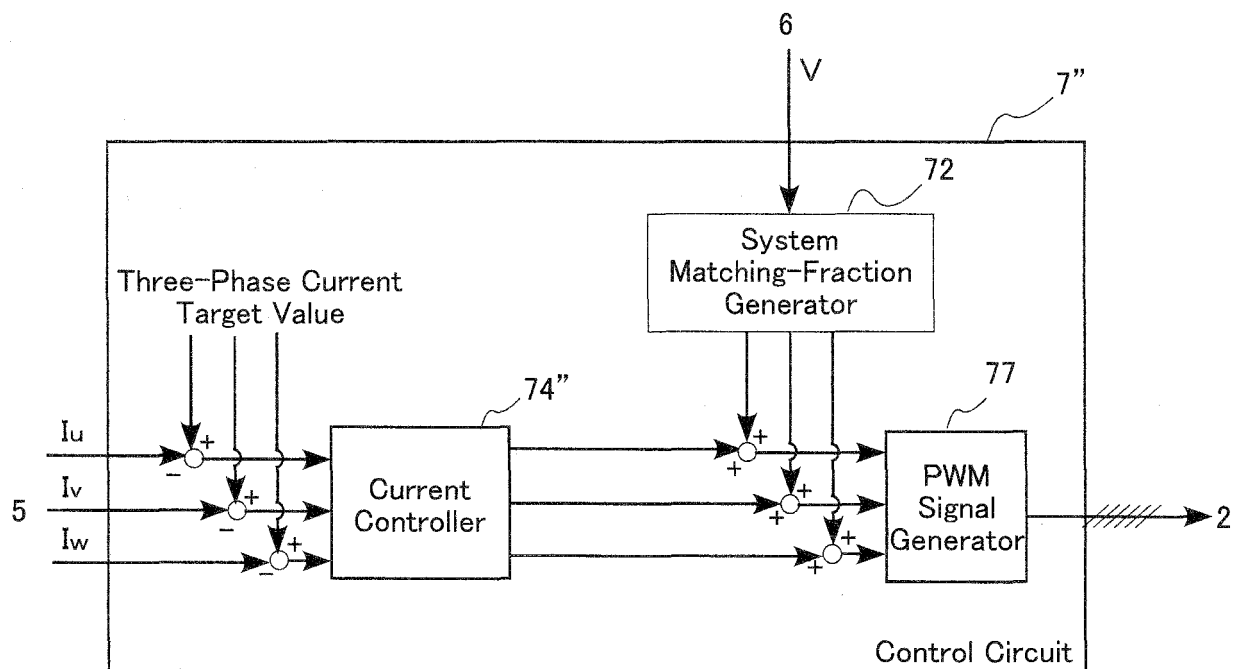 6
V
7”
72
System
Matching-Fraction
Generator
Three-Phase Current
Target Value
74”
77
Iu
+
−
+
+
5
Iv
+
−
Current
Controller
+
+
PWM
Signal
Generator
2
Iw
+
−
+
+
Control Circuit